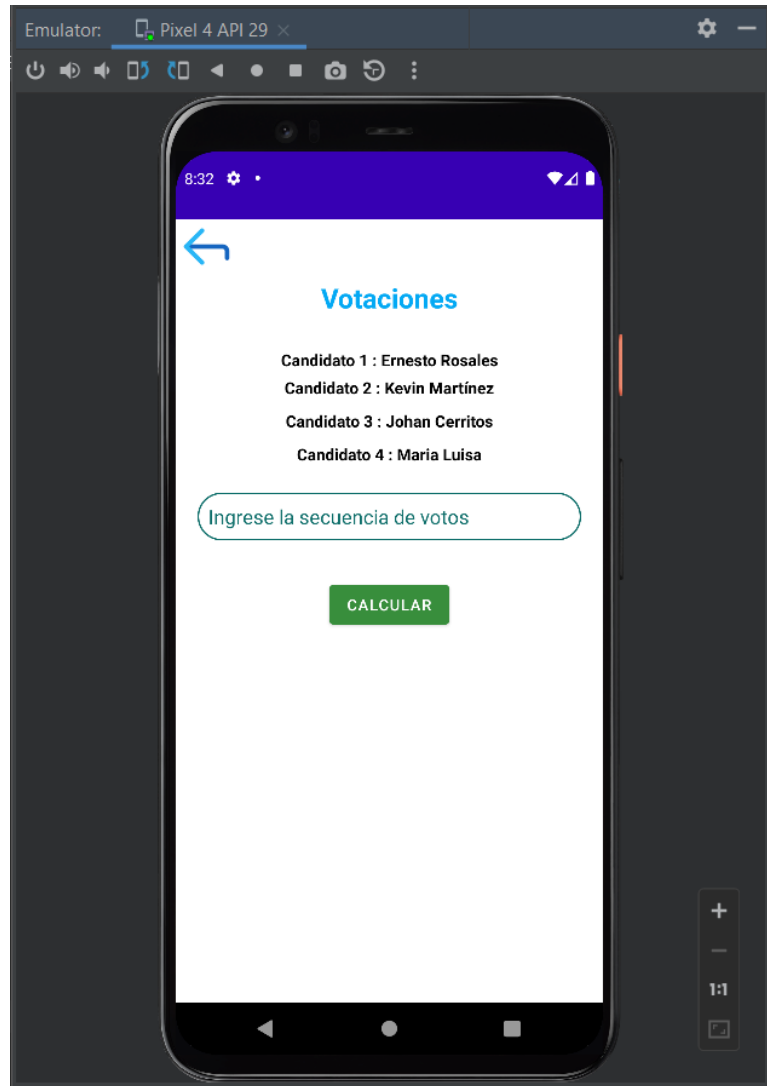 Emulator: Pixel 4 API 29
8:32
Votaciones
Candidato 1 : Ernesto Rosales
Candidato 2 : Kevin Martínez
Candidato 3 : Johan Cerritos
Candidato 4 : Maria Luisa
Ingrese la secuencia de votos
CALCULAR
1:1